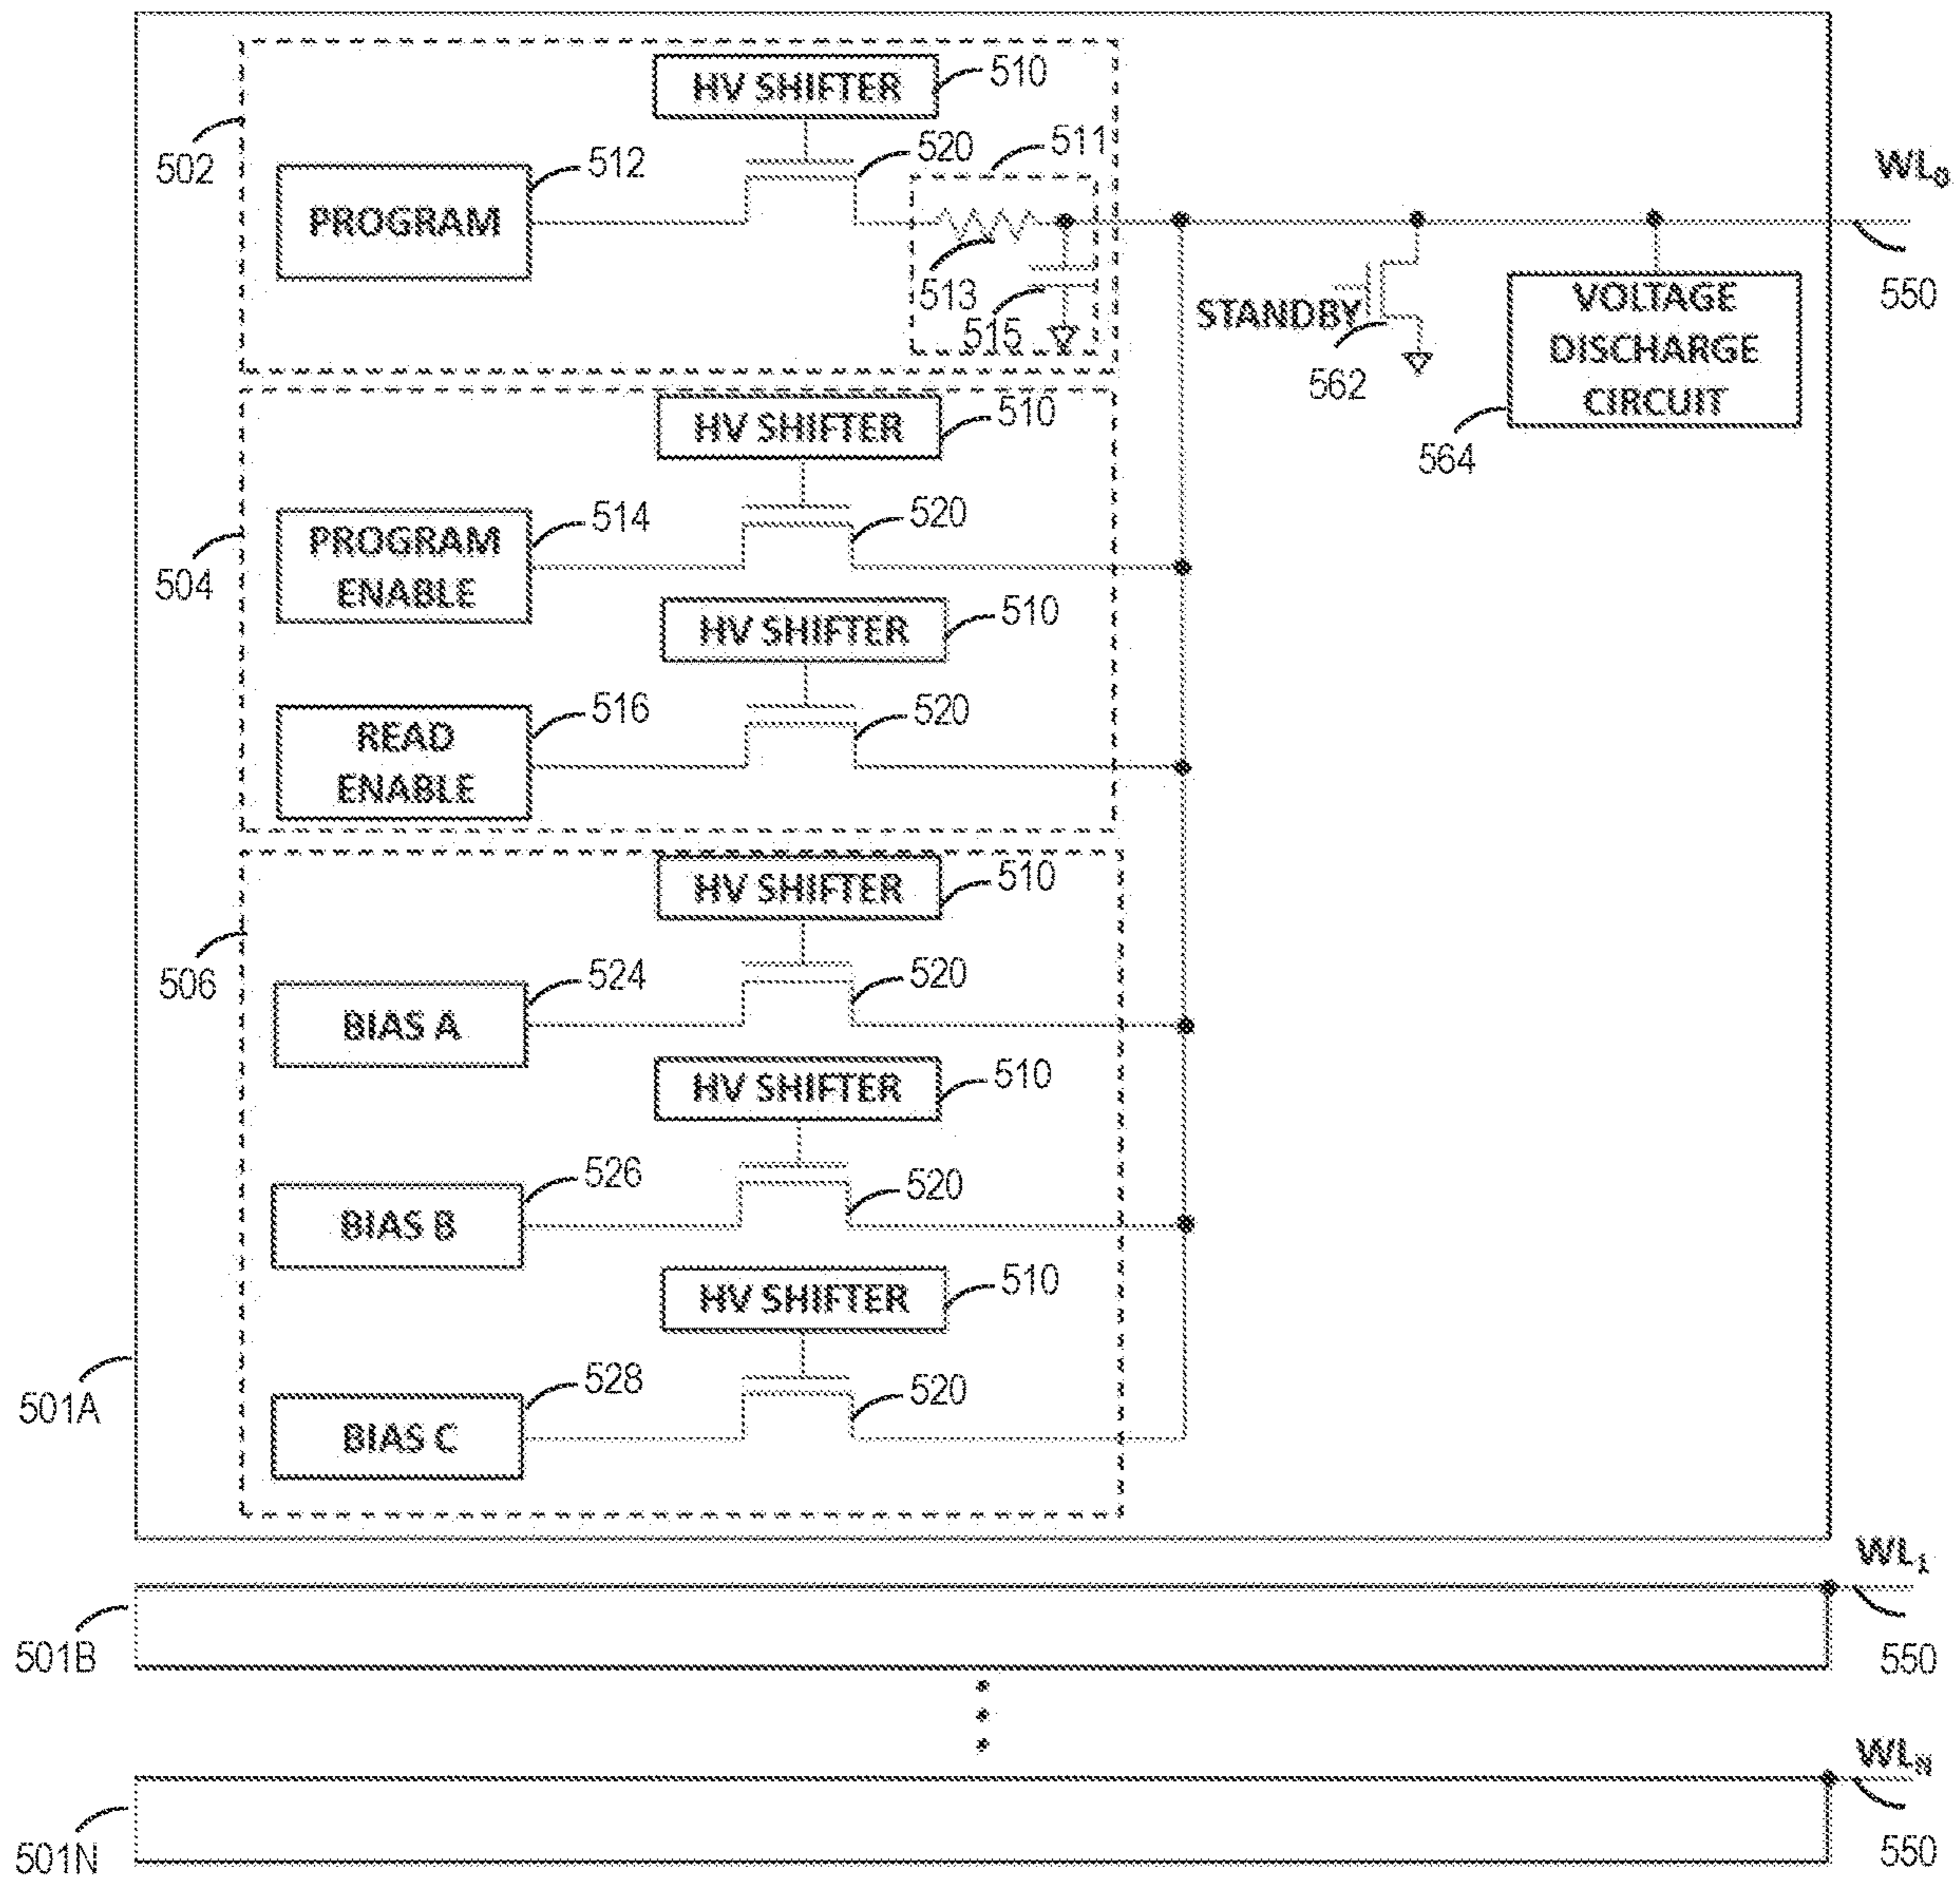 HV SHIFTER 510
502 512 520 511 WL₀
PROGRAM
513 515 STANDBY 562 VOLTAGE DISCHARGE CIRCUIT 550
564
HV SHIFTER 510
504 514 520
PROGRAM
ENABLE
HV SHIFTER 510
516 520
READ
ENABLE
HV SHIFTER 510
506 524 520
BIAS A
HV SHIFTER 510
526 520
BIAS B
HV SHIFTER 510
528 520
501A
BIAS C
WL₁
501B 550
WL_N
501N 550